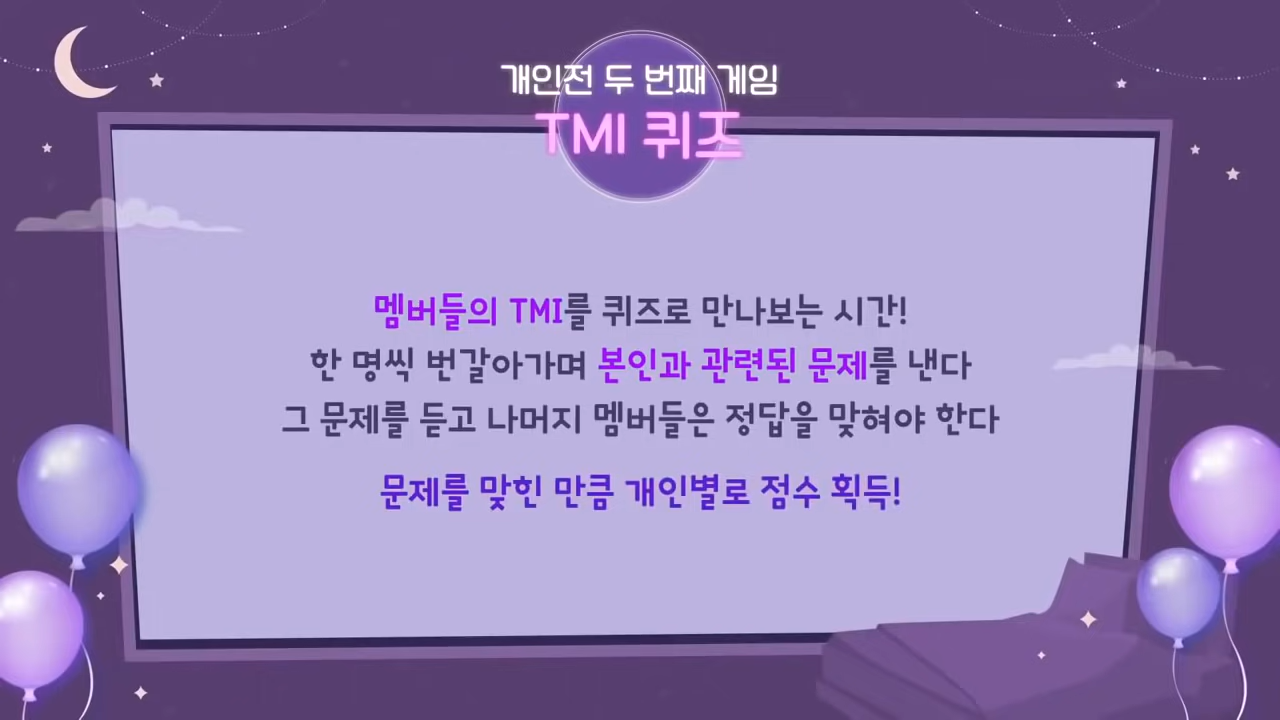 개인전 두 번째 게임
TMI 퀴즈
멤버들의 TMI를 퀴즈로 만나보는 시간!
한 명씩 번갈아가며 본인과 관련된 문제를 낸다
그 문제를 듣고 나머지 멤버들은 정답을 맞혀야 한다
문제를 맞힌 만큼 개인별로 점수 획득!